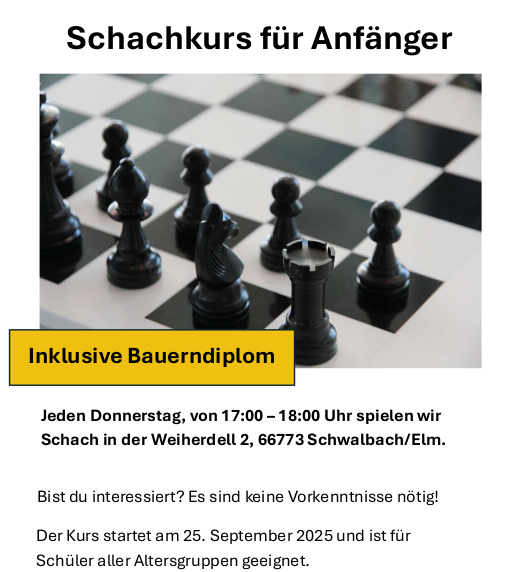 Schachkurs für Anfänger
Inklusive Bauerndiplom
Jeden Donnerstag, von 17:00 – 18:00 Uhr spielen wir
Schach in der Weiherdell 2, 66773 Schwalbach/Elm.
Bist du interessiert? Es sind keine Vorkenntnisse nötig!
Der Kurs startet am 25. September 2025 und ist für
Schüler aller Altersgruppen geeignet.